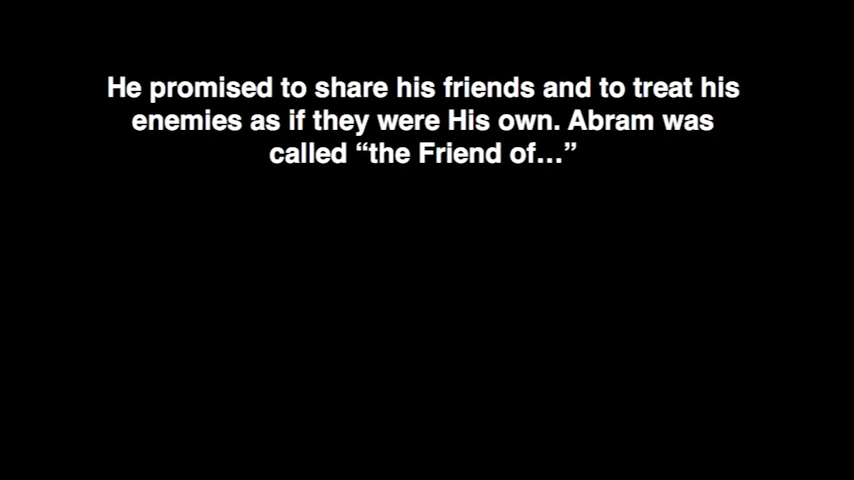 He promised to share his friends and to treat his
enemies as if they were His own. Abram was
called “the Friend of…”